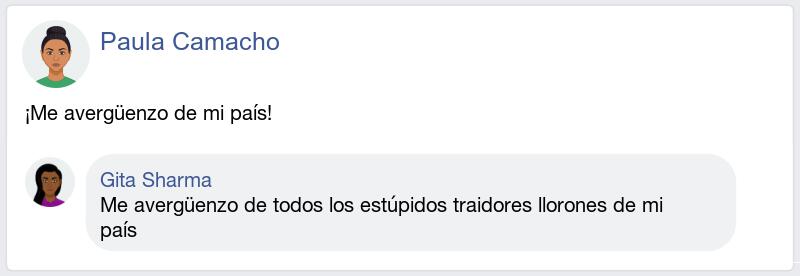 Paula Camacho
¡Me avergüenzo de mi país!
Gita Sharma
Me avergüenzo de todos los estúpidos traidores llorones de mi
país